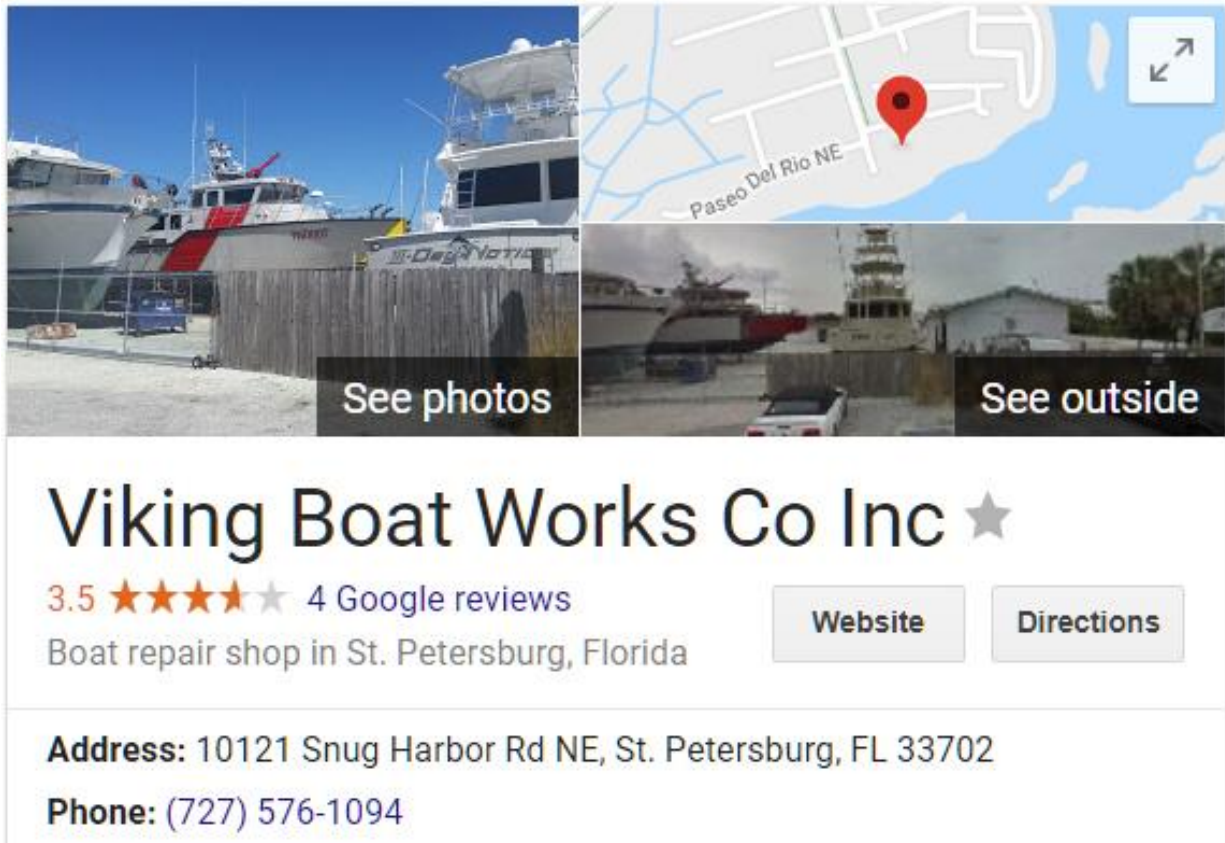 Paseo Del Rio NE
See photos
See outside
Viking Boat Works Co Inc
3.5 4 Google reviews
Website
Directions
Boat repair shop in St. Petersburg, Florida
Address: 10121 Snug Harbor Rd NE, St. Petersburg, FL 33702
Phone: (727) 576-1094